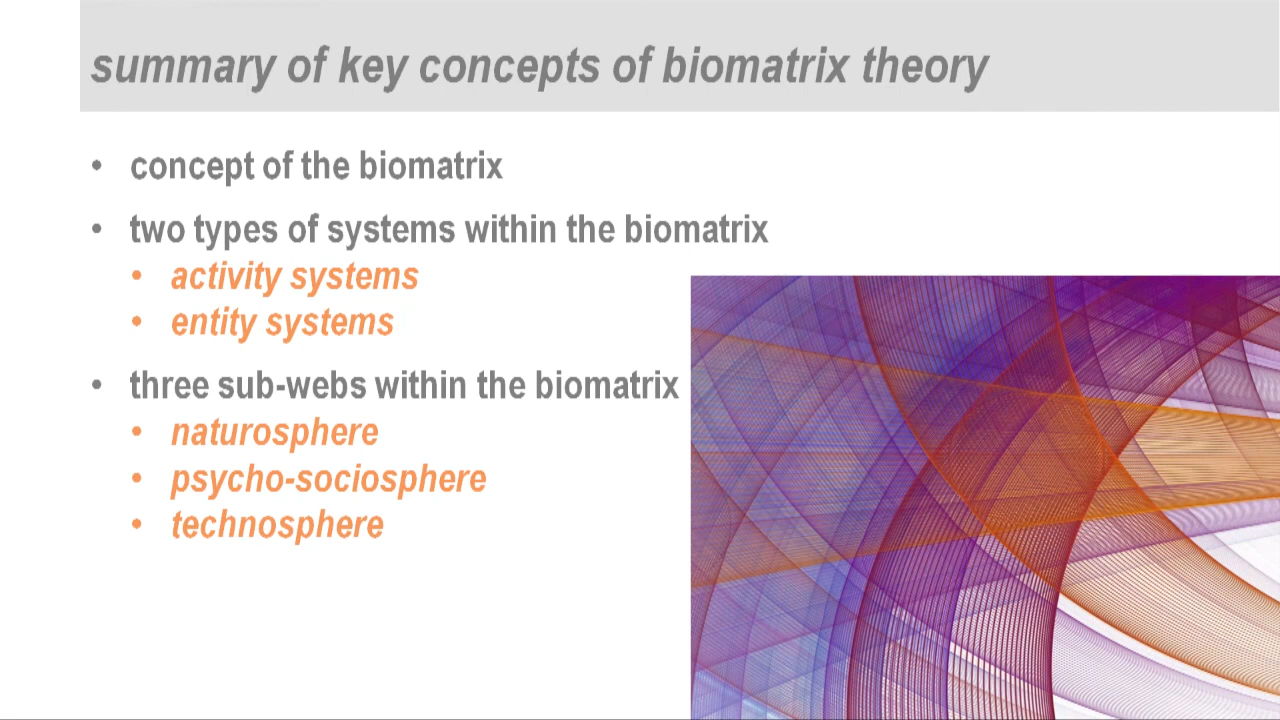 summary of key concepts of biomatrix theory
• concept of the biomatrix
• two types of systems within the biomatrix
• activity systems
• entity systems
• three sub-webs within the biomatrix
• naturosphere
• psycho-sociosphere
• technosphere